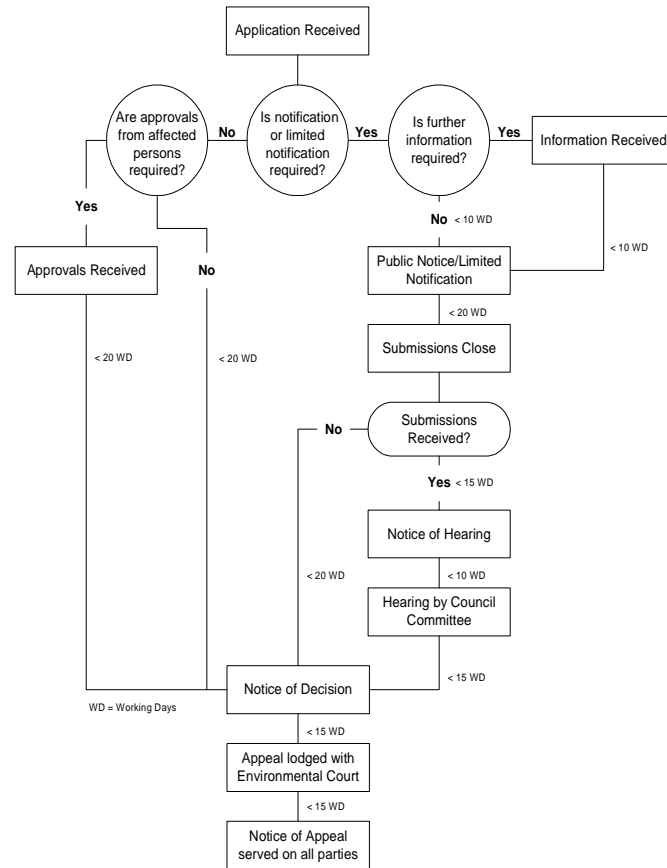 Application Received
Are approvals
from affected
persons
required?
No
Is notification
or limited
notification
required?
Yes
Is further
information
required?
Yes
Information Received
Yes
No
No < 10 WD
< 10 WD
Approvals Received
Public Notice/Limited
Notification
< 20 WD
< 20 WD
< 20 WD
Submissions Close
No
Submissions
Received?
Yes < 15 WD
Notice of Hearing
< 20 WD
< 10 WD
Hearing by Council
Committee
< 15 WD
Notice of Decision
WD = Working Days
< 15 WD
Appeal lodged with
Environmental Court
< 15 WD
Notice of Appeal
served on all parties